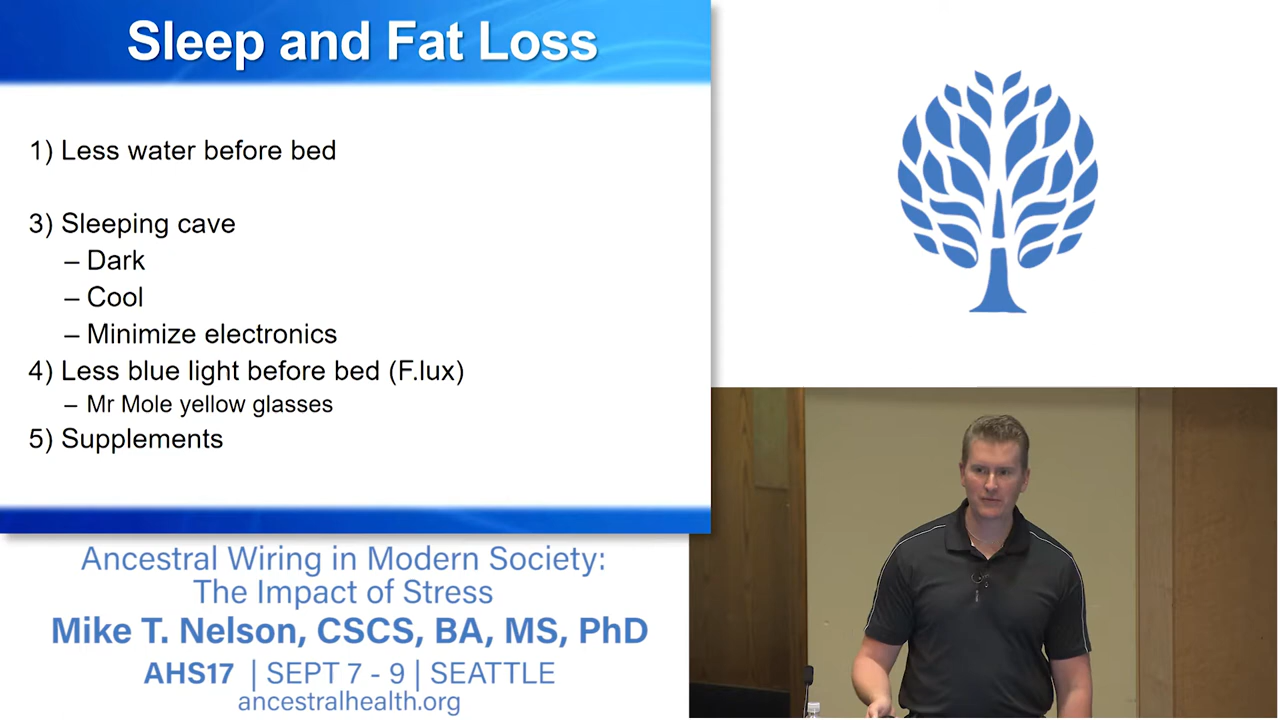 Sleep and Fat Loss
1) Less water before bed
3) Sleeping cave
– Dark
– Cool
– Minimize electronics
4) Less blue light before bed (F.lux)
– Mr Mole yellow glasses
5) Supplements
Ancestral Wiring in Modern Society:
The Impact of Stress
Mike T. Nelson, CSCS, BA, MS, PhD
AHS17 | SEPT 7 - 9 | SEATTLE
ancestralhealth.org